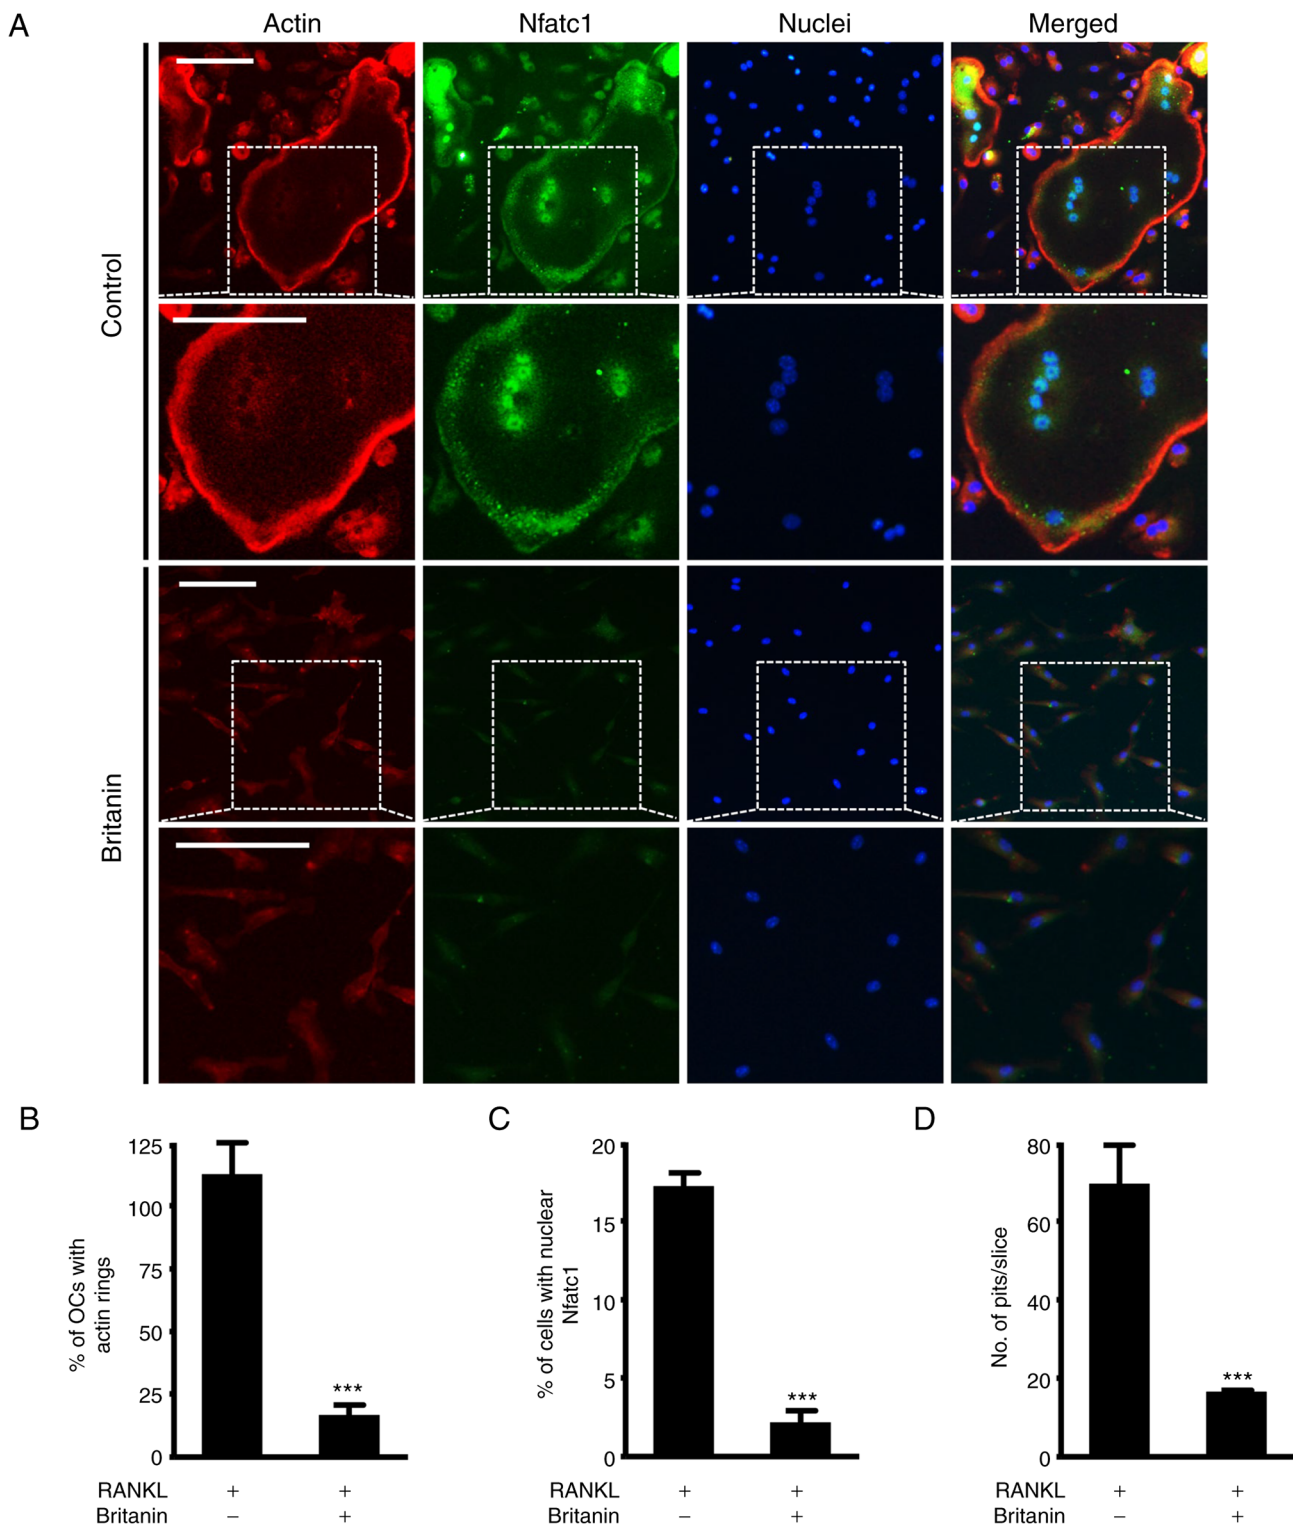 A
Actin Nfatc1 Nuclei Merged
Control
Britanin
B C D
% of OCs with
actin rings
125
100
75
50
25
0
***
RANKL + +
Britanin – +
% of cells with nuclear
Nfatc1
20
15
10
5
0
***
RANKL + +
Britanin – +
No. of pits/slice
80
60
40
20
0
***
RANKL + +
Britanin – +